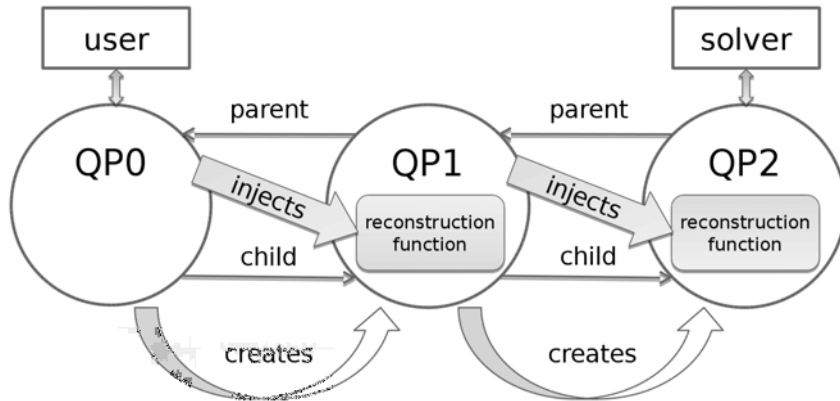 user
solver
parent
parent
QP0
QP1
QP2
injects
injects
reconstruction
function
reconstruction
function
child
child
creates
creates